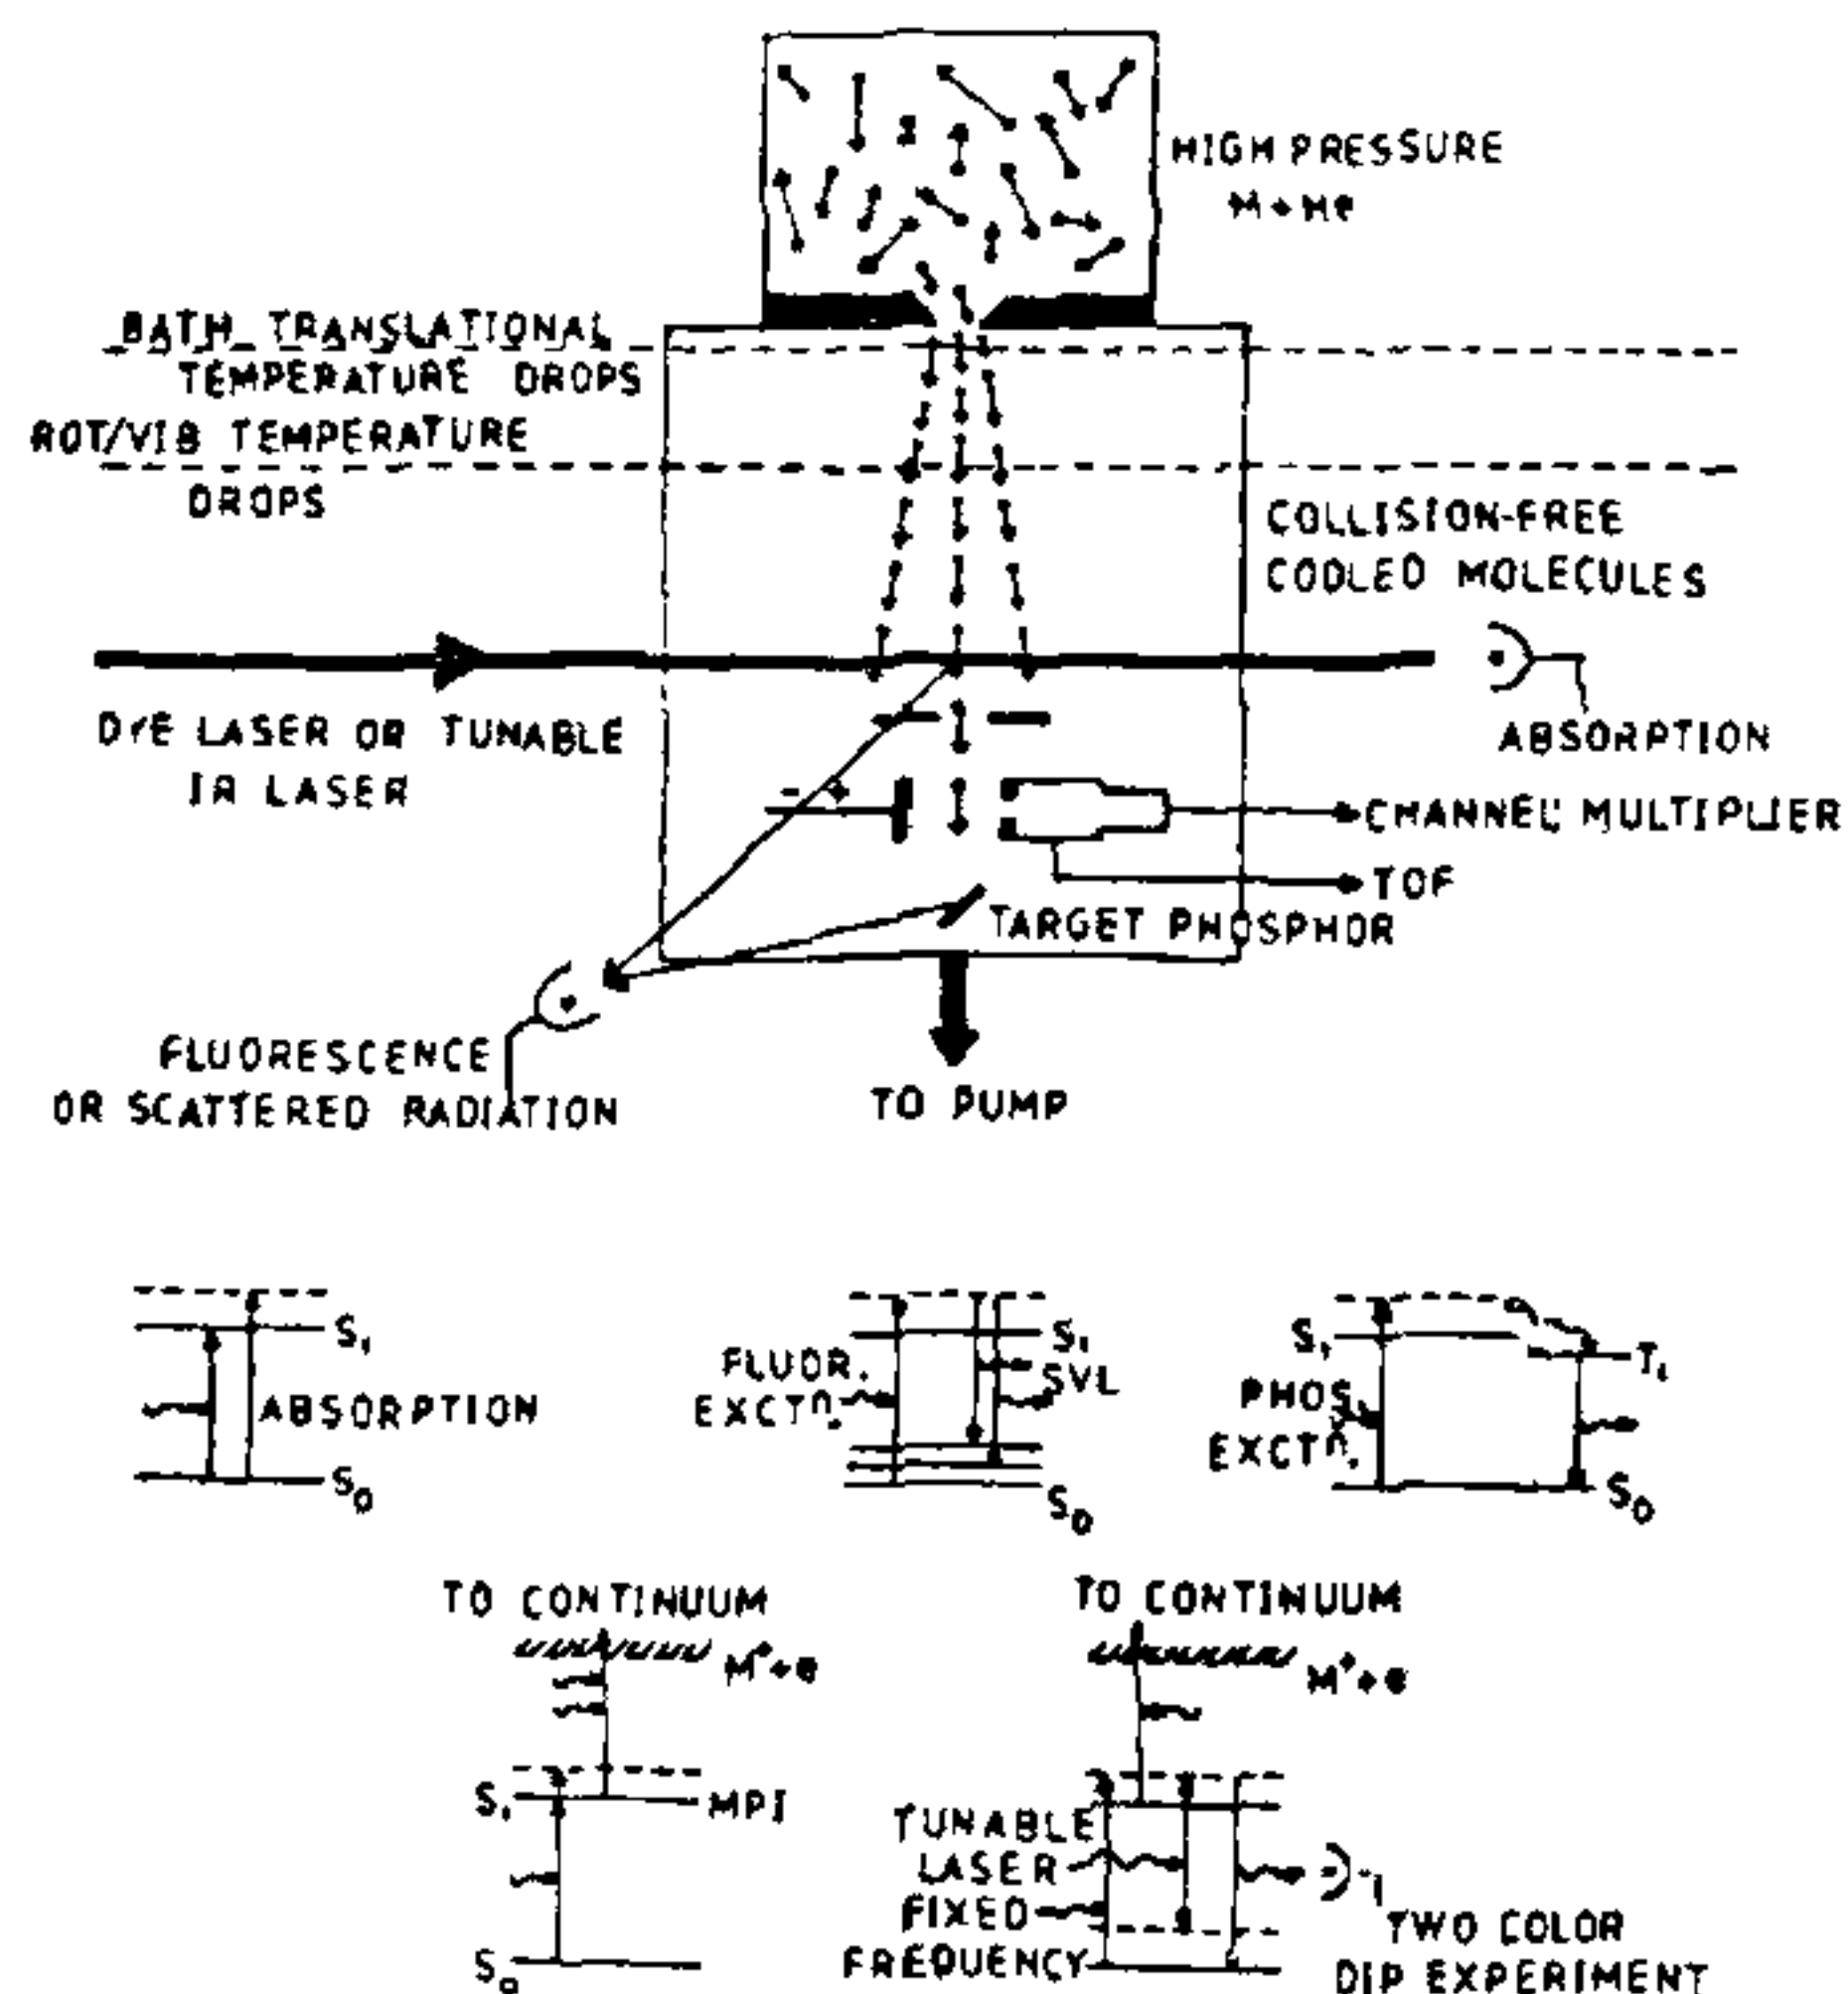 HIGH PRESSURE
M + He
BATH TRANSLATIONAL
TEMPERATURE DROPS
ROT/VIB TEMPERATURE
DROPS
COLLISION-FREE
COOLED MOLECULES
DYE LASER OR TUNABLE
IR LASER
ABSORPTION
- +
CHANNEL MULTIPLIER
TOF
TARGET PHOSPHOR
FLUORESCENCE
OR SCATTERED RADIATION
TO PUMP
S₁
ABSORPTION
S₀
S₁
FLUOR.
EXCTⁿ.
SVL
S₀
S₁
T₁
PHOS.
EXCTⁿ.
S₀
TO CONTINUUM
M⁺+e
S₁
MPI
S₀
TO CONTINUUM
M⁺+e
TUNABLE
LASER
FIXED
FREQUENCY
TWO COLOR
DIP EXPERIMENT